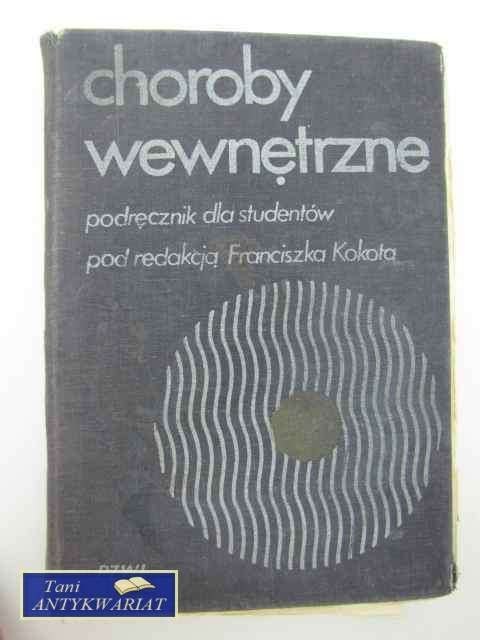 choroby
wewnętrzne
podręcznik dla studentów
pod redakcją Franciszka Kokota
Tani
ANTYKWARIAT